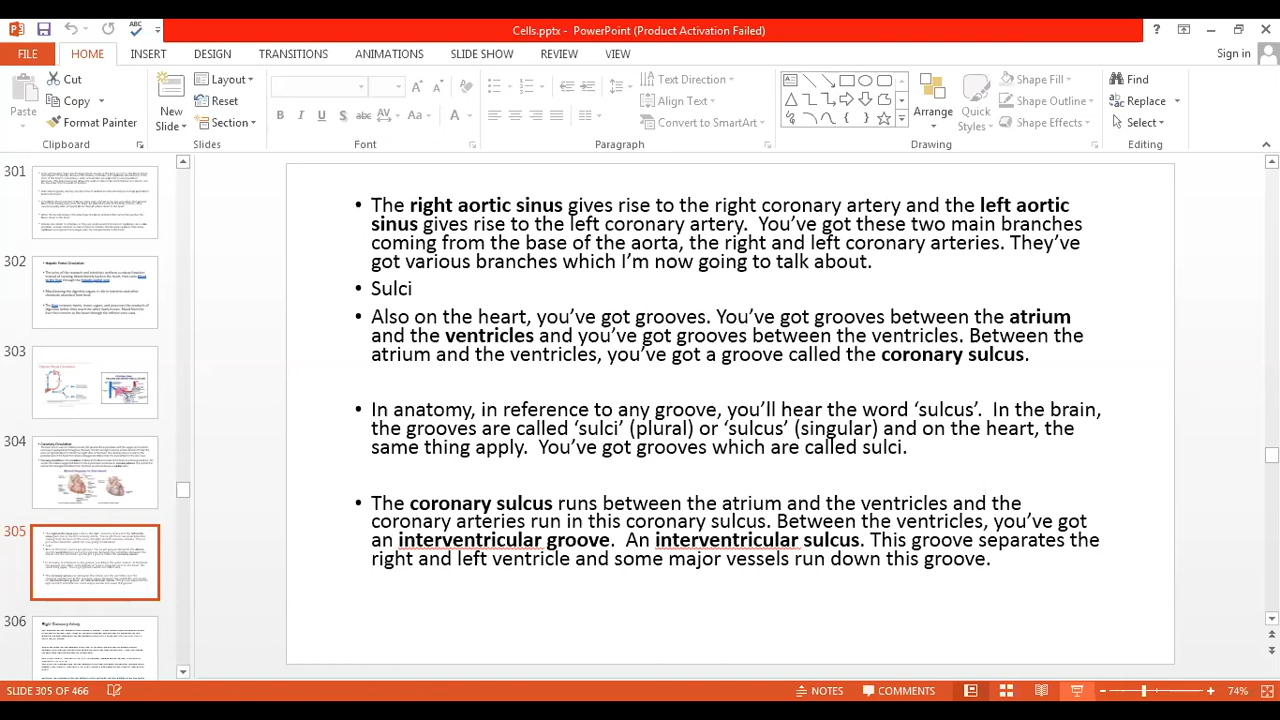 Cells.pptx - PowerPoint (Product Activation Failed)
FILE HOME INSERT DESIGN TRANSITIONS ANIMATIONS SLIDE SHOW REVIEW VIEW Sign in
Paste
Cut
Copy
Format Painter
Clipboard
New Slide
Layout
Reset
Section
Slides
Font
Text Direction
Align Text
Convert to SmartArt
Paragraph
Arrange
Quick Styles
Shape Fill
Shape Outline
Shape Effects
Drawing
Find
Replace
Select
Editing
301
302
303
304
305
306
• The right aortic sinus gives rise to the right coronary artery and the left aortic
sinus gives rise to the left coronary artery.  You've got these two main branches
coming from the base of the aorta, the right and left coronary arteries. They've
got various branches which I'm now going to talk about.
• Sulci
• Also on the heart, you've got grooves. You've got grooves between the atrium
and the ventricles and you've got grooves between the ventricles. Between the
atrium and the ventricles, you've got a groove called the coronary sulcus.
• In anatomy, in reference to any groove, you'll hear the word 'sulcus'.  In the brain,
the grooves are called 'sulci' (plural) or 'sulcus' (singular) and on the heart, the
same thing apply.  You've got grooves which are called sulci.
• The coronary sulcus runs between the atrium and the ventricles and the
coronary arteries run in this coronary sulcus. Between the ventricles, you've got
an interventricular groove.  An interventricular sulcus. This groove separates the
right and left ventricle and some major vessels run down this groove.
SLIDE 305 OF 466 NOTES COMMENTS 74%